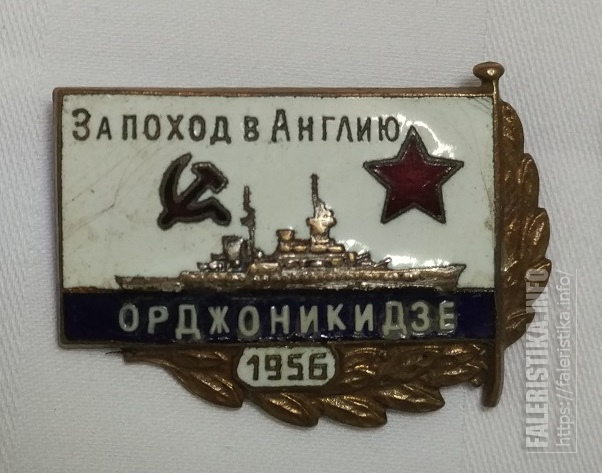 За поход в Англию
ОРДЖОНИКИДЗЕ
1956
FALERISTIKA.INFO
https://faleristika.info/